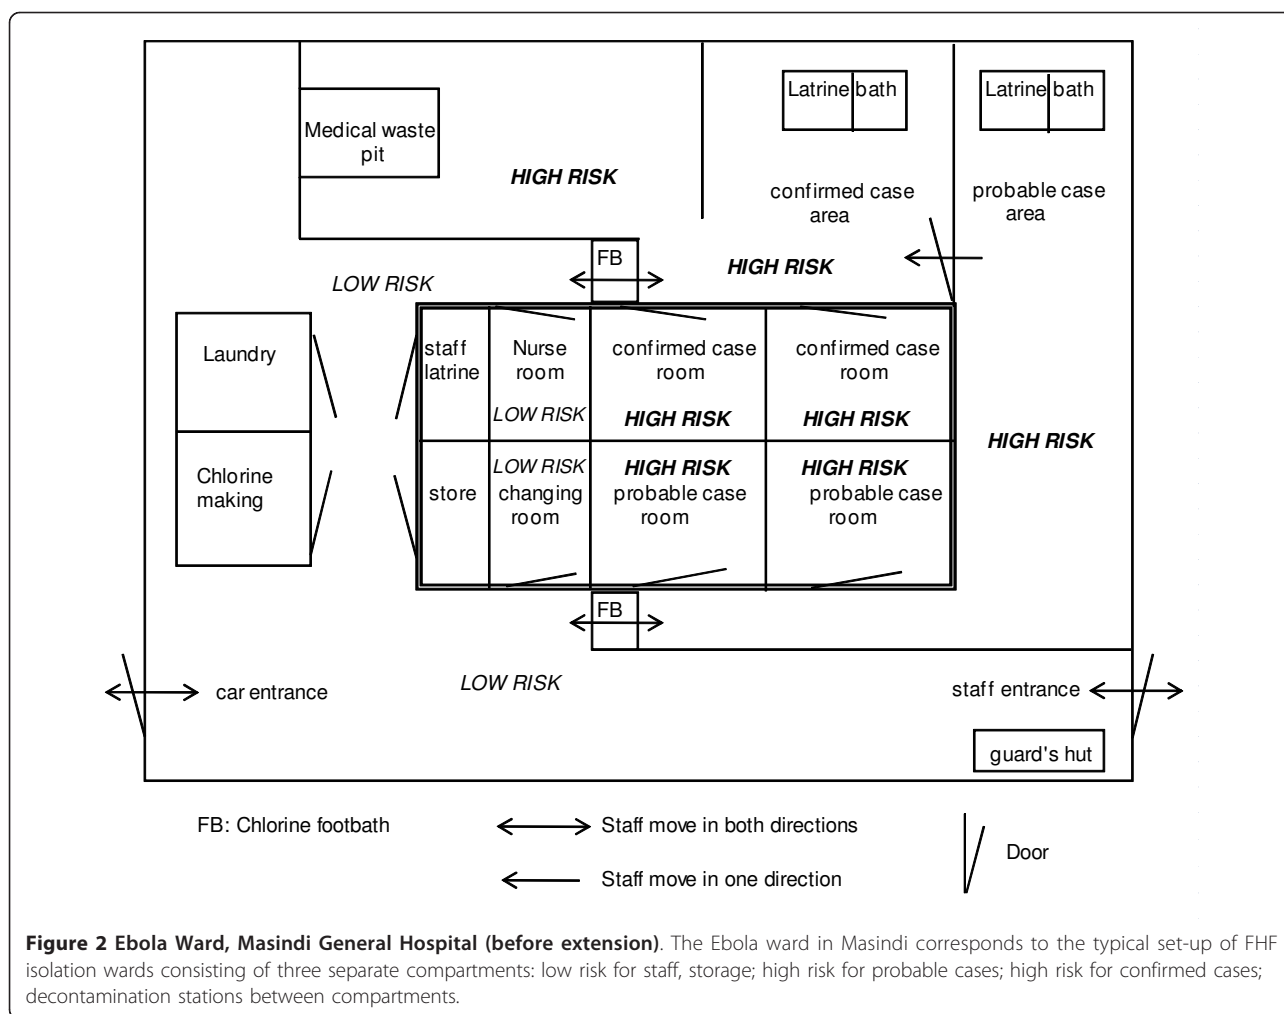 Latrine bath
Latrine bath
Medical waste
pit
HIGH RISK
confirmed case
area
probable case
area
FB
HIGH RISK
LOW RISK
Laundry
staff
latrine
Nurse
room
confirmed case
room
confirmed case
room
LOW RISK
HIGH RISK
HIGH RISK
HIGH RISK
Chlorine
making
store
LOW RISK
changing
room
HIGH RISK
probable case
room
HIGH RISK
probable case
room
FB
LOW RISK
car entrance
staff entrance
guard's hut
FB: Chlorine footbath
Staff move in both directions
Staff move in one direction
Door
Figure 2 Ebola Ward, Masindi General Hospital (before extension). The Ebola ward in Masindi corresponds to the typical set-up of FHF
isolation wards consisting of three separate compartments: low risk for staff, storage; high risk for probable cases; high risk for confirmed cases;
decontamination stations between compartments.